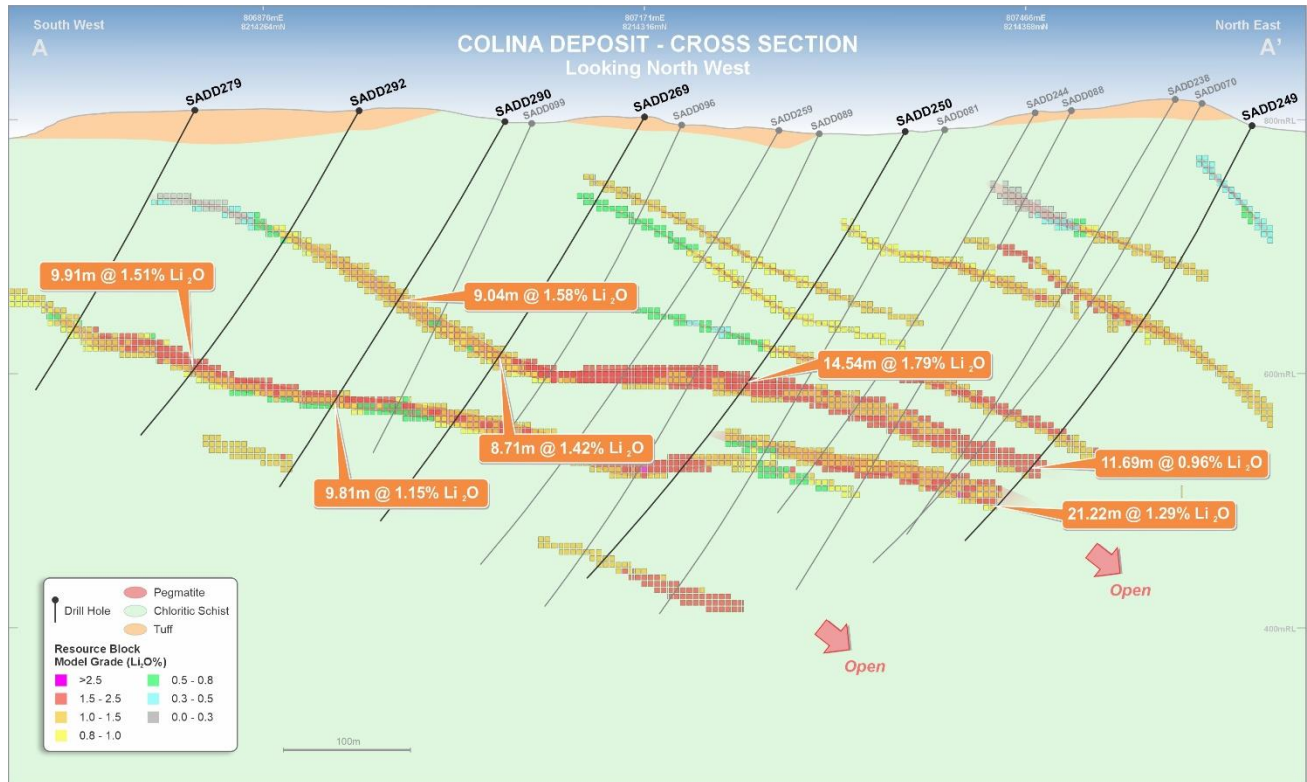 South West
806876mE
8214264mN
807171mE
8214316mN
807466mE
8214368mN
North East
A
COLINA DEPOSIT - CROSS SECTION
A'
Looking North West
SADD279
SADD292
SADD290
SADD099
SADD269
SADD096
SADD259
SADD089
SADD250
SADD081
SADD244
SADD088
SADD238
SADD070
SADD249
800mRL
9.91m @ 1.51% Li₂O
9.04m @ 1.58% Li₂O
14.54m @ 1.79% Li₂O
600mRL
8.71m @ 1.42% Li₂O
11.69m @ 0.96% Li₂O
9.81m @ 1.15% Li₂O
21.22m @ 1.29% Li₂O
Open
Open
400mRL
Drill Hole
Pegmatite
Chloritic Schist
Tuff
Resource Block
Model Grade (Li₂O%)
>2.5
0.5 - 0.8
1.5 - 2.5
0.3 - 0.5
1.0 - 1.5
0.0 - 0.3
0.8 - 1.0
100m